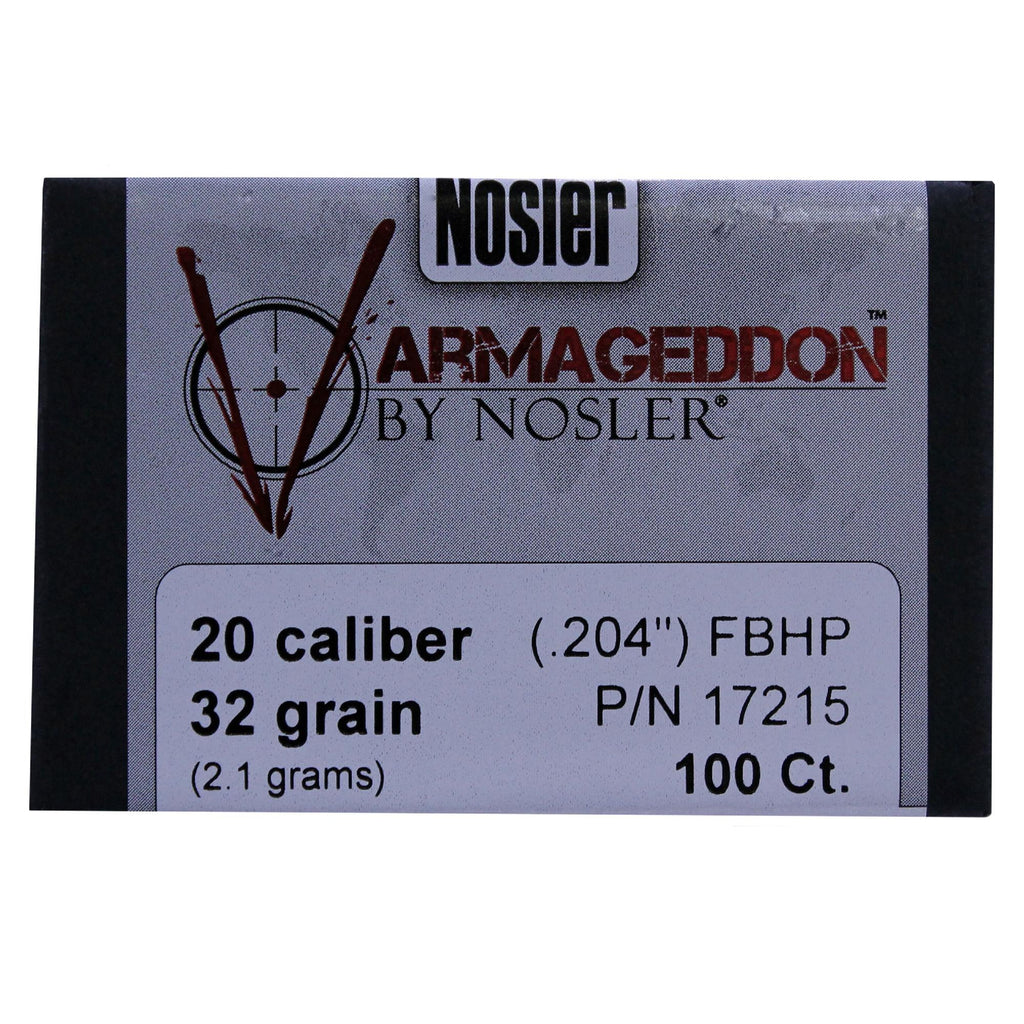 Nosler
VARMAGEDDON™
BY NOSLER®
20 caliber (.204") FBHP
32 grain P/N 17215
(2.1 grams) 100 Ct.